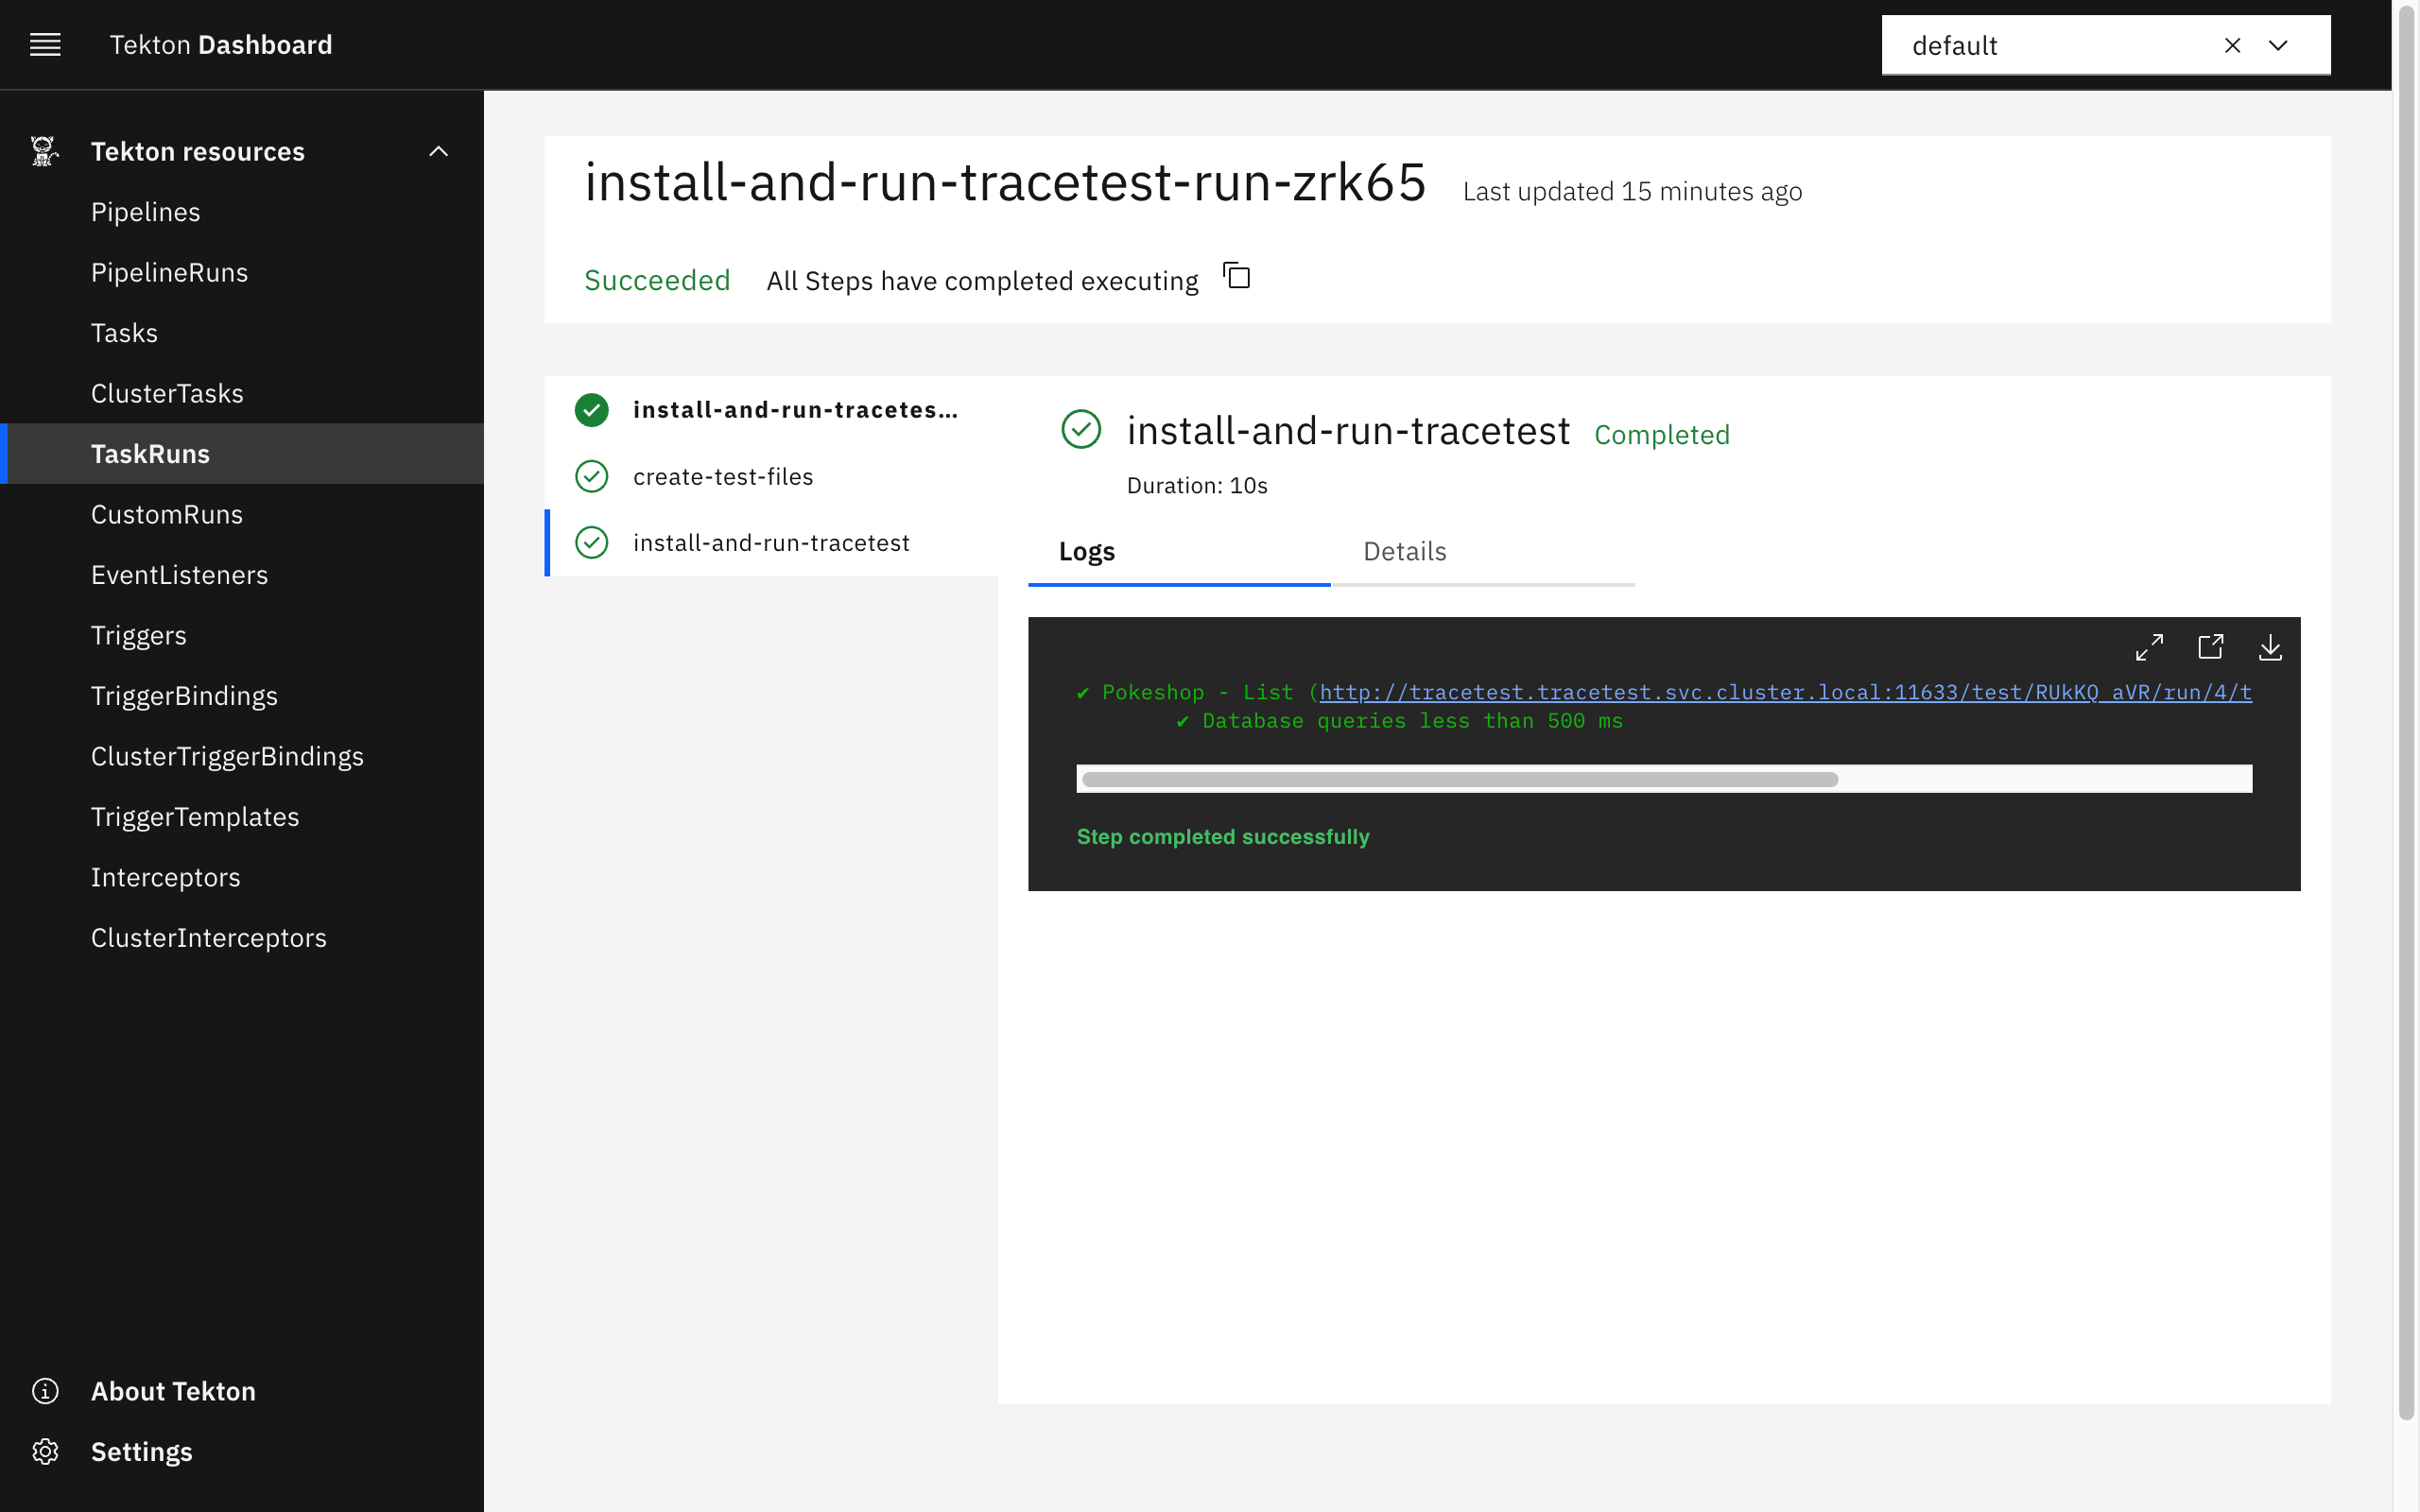 Tekton Dashboard
default
Tekton resources
Pipelines
PipelineRuns
Tasks
ClusterTasks
TaskRuns
CustomRuns
EventListeners
Triggers
TriggerBindings
ClusterTriggerBindings
TriggerTemplates
Interceptors
ClusterInterceptors
About Tekton
Settings
install-and-run-tracetest-run-zrk65 Last updated 15 minutes ago
Succeeded All Steps have completed executing
install-and-run-tracetes...
create-test-files
install-and-run-tracetest
install-and-run-tracetest Completed
Duration: 10s
Logs Details
✔ Pokeshop - List (http://tracetest.tracetest.svc.cluster.local:11633/test/RUkKQ_aVR/run/4/t
✔ Database queries less than 500 ms
Step completed successfully